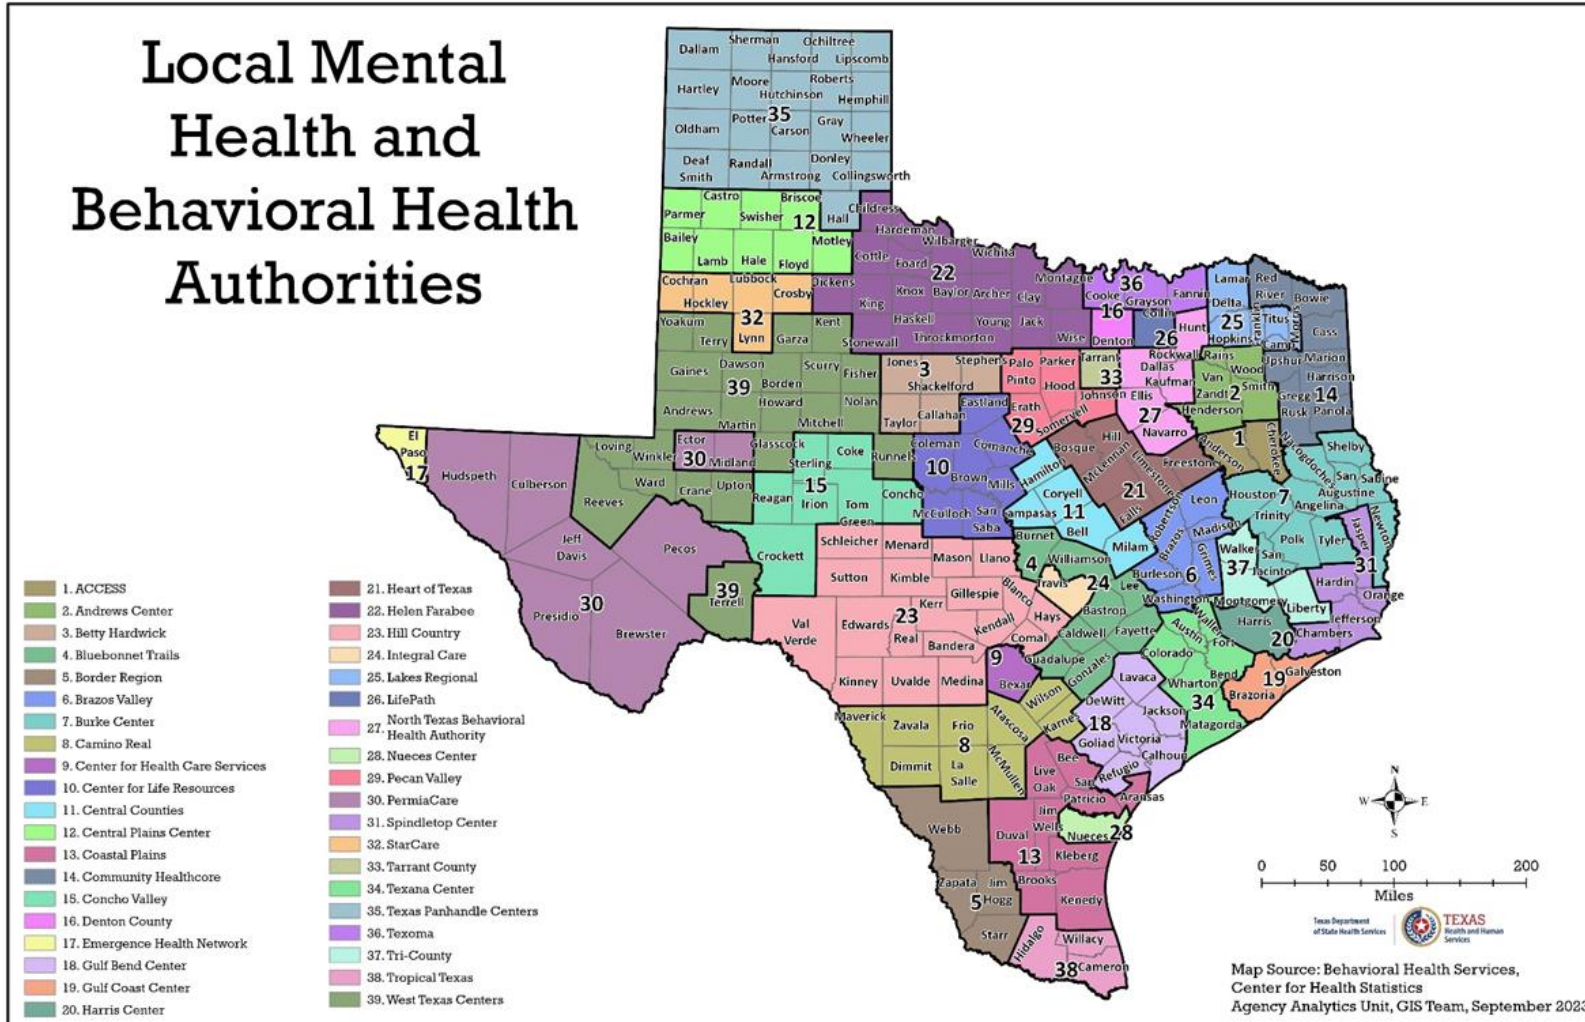 Local Mental
Health and
Behavioral Health
Authorities
Dallam
Sherman
Hansford
Ochiltree
Lipscomb
Hartley
Moore
Hutchinson
Roberts
Hemphill
35
Oldham
Potter
Carson
Gray
Wheeler
Deaf
Smith
Randall
Armstrong
Donley
Collingsworth
Parmer
Castro
Swisher
Briscoe
12
Hall
Childress
Bailey
Lamb
Hale
Floyd
Motley
Cottle
Hardeman
Foard
Wilbarger
Wichita
22
Cochran
Hockley
Lubbock
Crosby
Dickens
King
Knox
Baylor
Archer
Clay
Montague
32
Yoakum
Terry
Lynn
Garza
Kent
Stonewall
Haskell
Throckmorton
Young
Jack
Wise
Cooke
36
Grayson
Fannin
Lamar
Red
River
Bowie
16
Denton
Collin
26
Hunt
Delta
25
Hopkins
Franklin
Titus
Camp
Morris
Cass
Gaines
Dawson
Borden
Scurry
Fisher
39
Jones
3
Shackelford
Stephens
Palo
Pinto
Parker
Hood
Tarrant
33
Johnson
Rockwall
Dallas
Kaufman
Ellis
27
Navarro
Rains
Wood
Van
Zandt
2
Smith
Henderson
Upshur
Marion
Harrison
Gregg
14
Rusk
Panola
Andrews
Martin
Howard
Mitchell
Nolan
Taylor
Callahan
Eastland
Erath
29
Somervell
El
Paso
17
Hudspeth
Culberson
Loving
Winkler
Ector
30
Midland
Glasscock
Sterling
Coke
Runnels
Coleman
10
Brown
Comanche
Mills
Hamilton
Bosque
Hill
McLennan
Limestone
Freestone
21
Falls
Anderson
1
Cherokee
Nacogdoches
Shelby
San
Augustine
Sabine
Reeves
Ward
Crane
Upton
Reagan
15
Irion
Tom
Green
Concho
McCulloch
San
Saba
Lampasas
Coryell
11
Bell
Milam
Robertson
Leon
Madison
Brazos
Grimes
Burleson
6
Washington
Houston
7
Trinity
Angelina
Polk
Tyler
Jasper
Newton
31
Walker
37
San
Jacinto
Montgomery
Liberty
Hardin
Orange
Jefferson
Chambers
Jeff
Davis
Pecos
Crockett
Schleicher
Menard
Mason
Llano
Burnet
4
Williamson
Travis
24
Lee
Bastrop
Presidio
30
Brewster
39
Terrell
Val
Verde
Sutton
Kimble
Gillespie
Blanco
Edwards
23
Kerr
Real
Kendall
Bandera
Hays
Comal
Caldwell
Fayette
Guadalupe
Gonzales
Kinney
Uvalde
Medina
9
Bexar
Austin
Waller
Harris
20
Colorado
Fort
Bend
Wharton
34
Matagorda
19
Brazoria
Galveston
Maverick
Zavala
Frio
8
Dimmit
La
Salle
Atascosa
McMullen
Wilson
Karnes
Lavaca
DeWitt
18
Goliad
Victoria
Jackson
Calhoun
Refugio
Bee
Live
Oak
San
Patricio
Aransas
Webb
Jim
Wells
Duval
Nueces
28
13
Kleberg
Zapata
Jim
Hogg
5
Brooks
Kenedy
Starr
Hidalgo
Willacy
38
Cameron
1. ACCESS
2. Andrews Center
3. Betty Hardwick
4. Bluebonnet Trails
5. Border Region
6. Brazos Valley
7. Burke Center
8. Camino Real
9. Center for Health Care Services
10. Center for Life Resources
11. Central Counties
12. Central Plains Center
13. Coastal Plains
14. Community Healthcore
15. Concho Valley
16. Denton County
17. Emergence Health Network
18. Gulf Bend Center
19. Gulf Coast Center
20. Harris Center
21. Heart of Texas
22. Helen Farabee
23. Hill Country
24. Integral Care
25. Lakes Regional
26. LifePath
27. North Texas Behavioral
Health Authority
28. Nueces Center
29. Pecan Valley
30. PermiaCare
31. Spindletop Center
32. StarCare
33. Tarrant County
34. Texana Center
35. Texas Panhandle Centers
36. Texoma
37. Tri-County
38. Tropical Texas
39. West Texas Centers
N
W
E
S
0 50 100 200
Miles
Texas Department
of State Health Services
TEXAS
Health and Human
Services
Map Source: Behavioral Health Services,
Center for Health Statistics
Agency Analytics Unit, GIS Team, September 2023